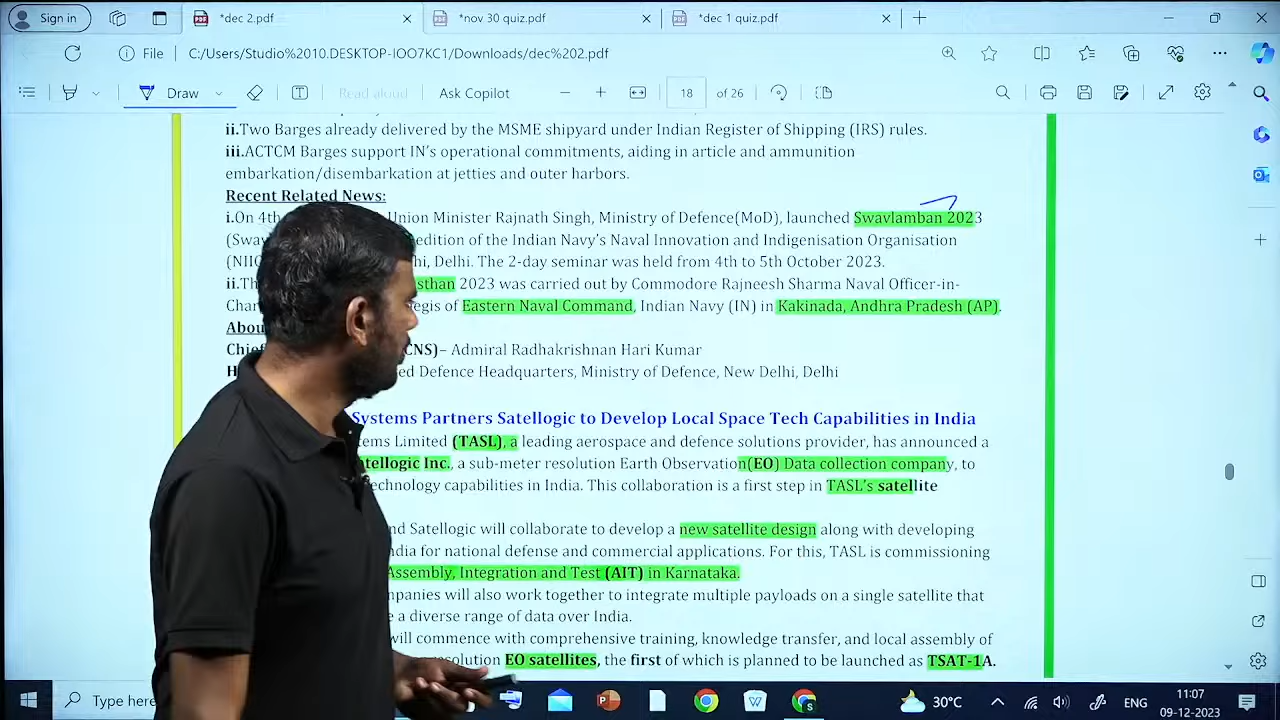 Sign in
*dec 2.pdf
*nov 30 quiz.pdf
*dec 1 quiz.pdf
File C:/Users/Studio%2010.DESKTOP-IOO7KC1/Downloads/dec%202.pdf
Draw Read aloud Ask Copilot 18 of 26
ii.Two Barges already delivered by the MSME shipyard under Indian Register of Shipping (IRS) rules.
iii.ACTCM Barges support IN's operational commitments, aiding in article and ammunition
embarkation/disembarkation at jetties and outer harbors.
Recent Related News:
i.On 4th Union Minister Rajnath Singh, Ministry of Defence(MoD), launched Swavlamban 2023
(Swav edition of the Indian Navy's Naval Innovation and Indigenisation Organisation
(NIIO hi, Delhi. The 2-day seminar was held from 4th to 5th October 2023.
ii.Th sthan 2023 was carried out by Commodore Rajneesh Sharma Naval Officer-in-
Char egis of Eastern Naval Command, Indian Navy (IN) in Kakinada, Andhra Pradesh (AP).
Abou
Chief (CNS)– Admiral Radhakrishnan Hari Kumar
H ed Defence Headquarters, Ministry of Defence, New Delhi, Delhi
Systems Partners Satellogic to Develop Local Space Tech Capabilities in India
tems Limited (TASL), a leading aerospace and defence solutions provider, has announced a
tellogic Inc., a sub-meter resolution Earth Observation(EO) Data collection company, to
technology capabilities in India. This collaboration is a first step in TASL's satellite
nd Satellogic will collaborate to develop a new satellite design along with developing
ndia for national defense and commercial applications. For this, TASL is commissioning
Assembly, Integration and Test (AIT) in Karnataka.
mpanies will also work together to integrate multiple payloads on a single satellite that
e a diverse range of data over India.
will commence with comprehensive training, knowledge transfer, and local assembly of
resolution EO satellites, the first of which is planned to be launched as TSAT-1A.
Type here
30°C
ENG
11:07
09-12-2023